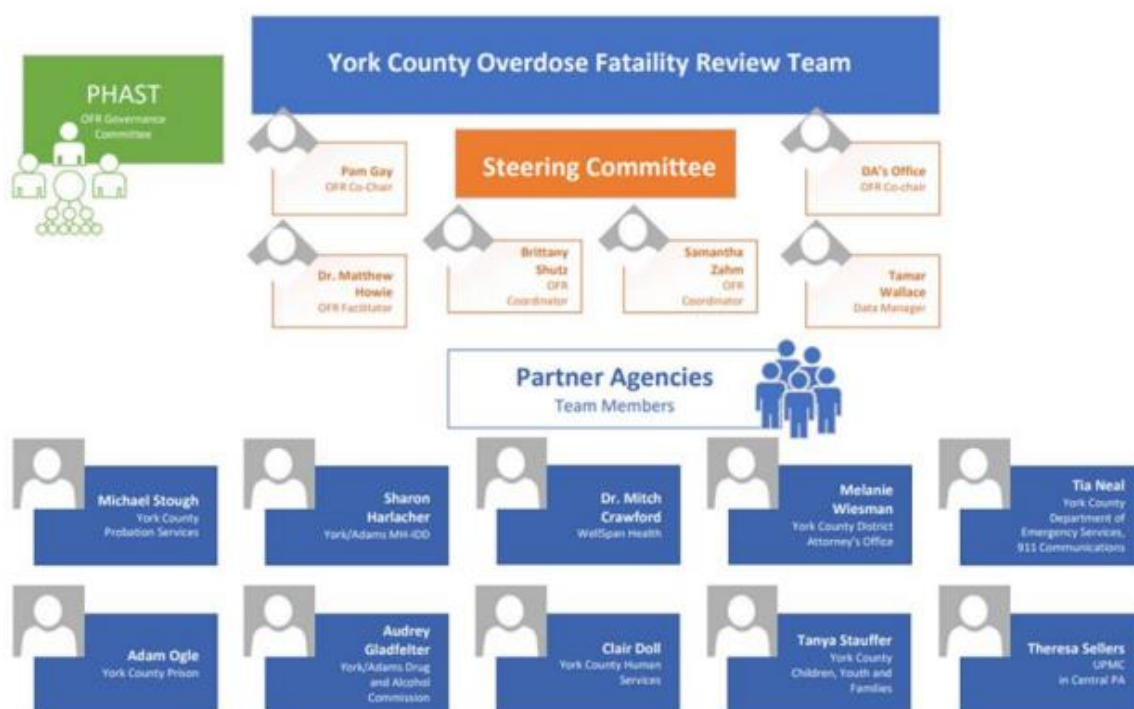 PHAST
OFR Governance
Committee
York County Overdose Fataility Review Team
Steering Committee
Pam Gay
OFR Co-Chair
DA's Office
OFR Co-chair
Dr. Matthew
Howie
OFR Facilitator
Brittany
Shutz
OFR
Coordinator
Samantha
Zahm
OFR
Coordinator
Tamar
Wallace
Data Manager
Partner Agencies
Team Members
Michael Stough
York County
Probation Services
Sharon
Harlacher
York/Adams MH-IDD
Dr. Mitch
Crawford
WellSpan Health
Melanie
Wiesman
York County District
Attorney's Office
Tia Neal
York County
Department of
Emergency Services,
911 Communications
Adam Ogle
York County Prison
Audrey
Gladfelter
York/Adams Drug
and Alcohol
Commission
Clair Doll
York County Human
Services
Tanya Stauffer
York County
Children, Youth and
Families
Theresa Sellers
UPMC
in Central PA